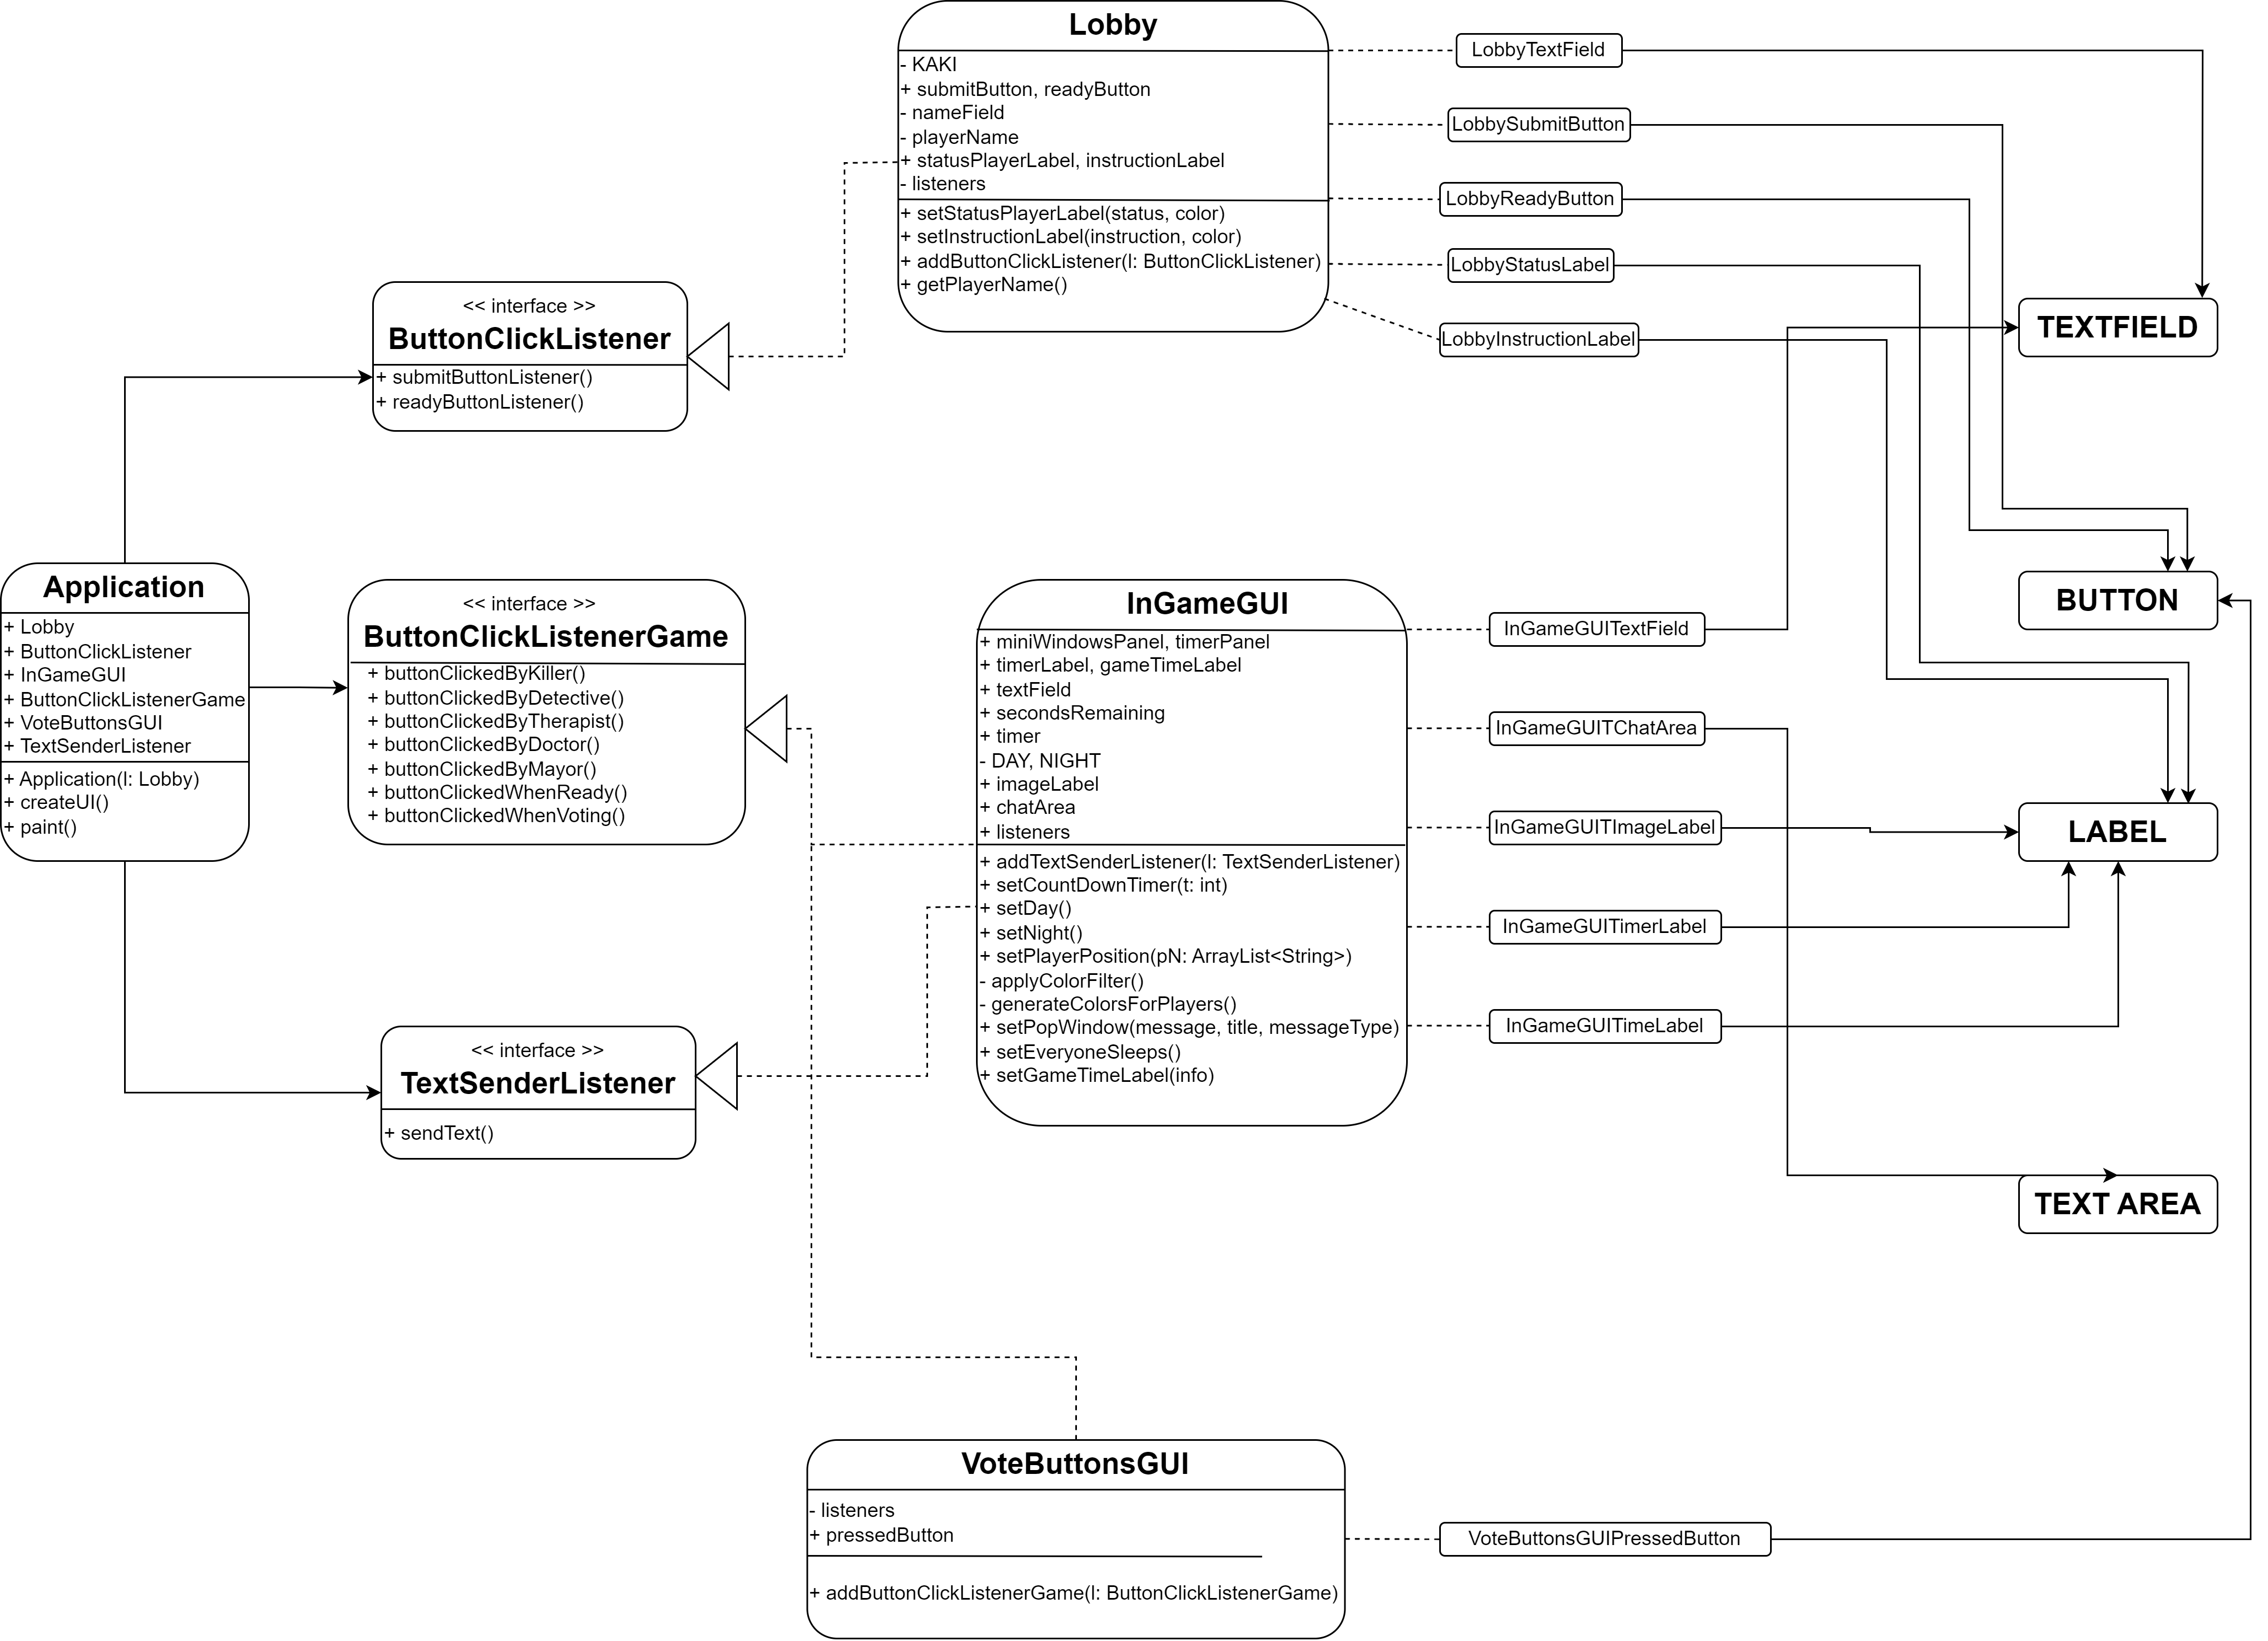 Lobby
- KAKI
+ submitButton, readyButton
- nameField
- playerName
+ statusPlayerLabel, instructionLabel
- listeners
+ setStatusPlayerLabel(status, color)
+ setInstructionLabel(instruction, color)
+ addButtonClickListener(l: ButtonClickListener)
+ getPlayerName()
LobbyTextField
LobbySubmitButton
LobbyReadyButton
LobbyStatusLabel
LobbyInstructionLabel
<< interface >>
ButtonClickListener
+ submitButtonListener()
+ readyButtonListener()
TEXTFIELD
Application
+ Lobby
+ ButtonClickListener
+ InGameGUI
+ ButtonClickListenerGame
+ VoteButtonsGUI
+ TextSenderListener
+ Application(l: Lobby)
+ createUI()
+ paint()
<< interface >>
ButtonClickListenerGame
+ buttonClickedByKiller()
+ buttonClickedByDetective()
+ buttonClickedByTherapist()
+ buttonClickedByDoctor()
+ buttonClickedByMayor()
+ buttonClickedWhenReady()
+ buttonClickedWhenVoting()
InGameGUI
+ miniWindowsPanel, timerPanel
+ timerLabel, gameTimeLabel
+ textField
+ secondsRemaining
+ timer
- DAY, NIGHT
+ imageLabel
+ chatArea
+ listeners
+ addTextSenderListener(l: TextSenderListener)
+ setCountDownTimer(t: int)
+ setDay()
+ setNight()
+ setPlayerPosition(pN: ArrayList<String>)
- applyColorFilter()
- generateColorsForPlayers()
+ setPopWindow(message, title, messageType)
+ setEveryoneSleeps()
+ setGameTimeLabel(info)
InGameGUITextField
InGameGUITChatArea
InGameGUITImageLabel
InGameGUITimerLabel
InGameGUITimeLabel
BUTTON
LABEL
TEXT AREA
<< interface >>
TextSenderListener
+ sendText()
VoteButtonsGUI
- listeners
+ pressedButton
+ addButtonClickListenerGame(l: ButtonClickListenerGame)
VoteButtonsGUIPressedButton